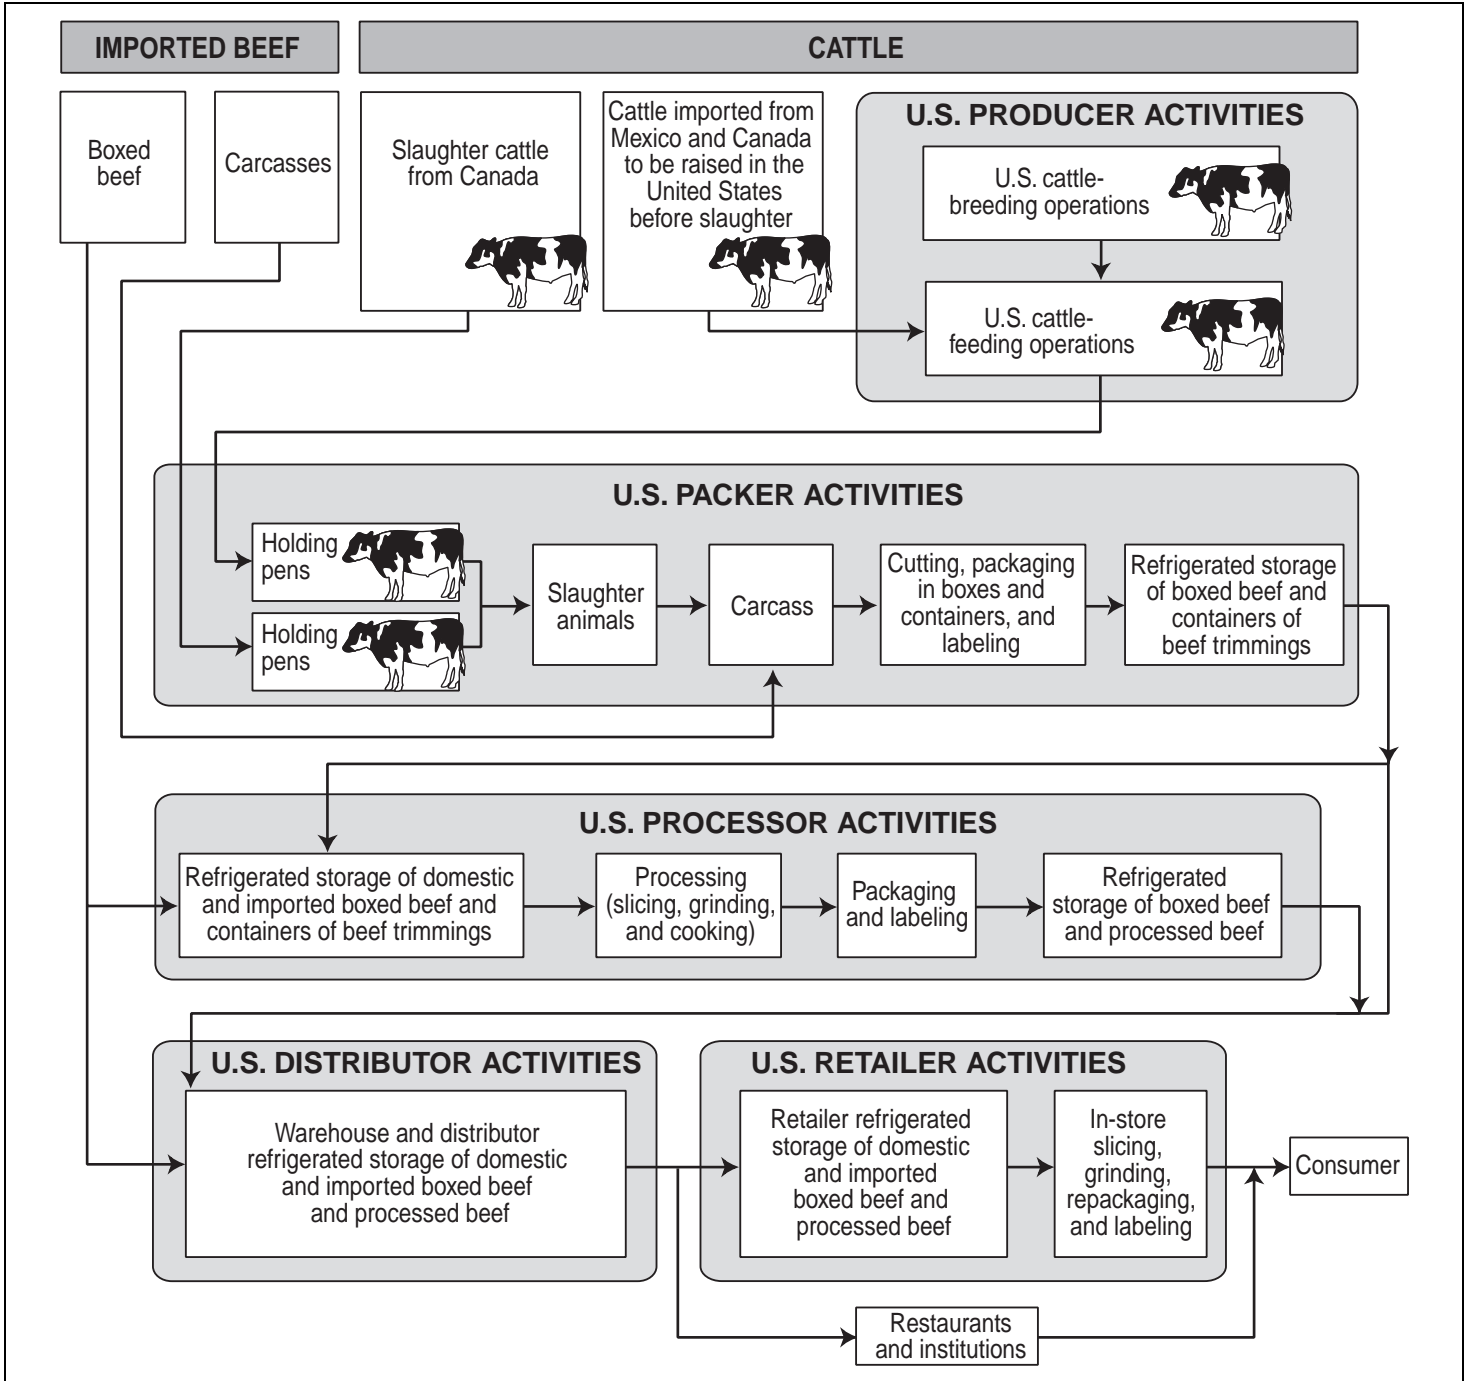 IMPORTED BEEF
CATTLE
Boxed
beef
Carcasses
Slaughter cattle
from Canada
Cattle imported from
Mexico and Canada
to be raised in the
United States
before slaughter
U.S. PRODUCER ACTIVITIES
U.S. cattle-
breeding operations
U.S. cattle-
feeding operations
U.S. PACKER ACTIVITIES
Holding
pens
Holding
pens
Slaughter
animals
Carcass
Cutting, packaging
in boxes and
containers, and
labeling
Refrigerated storage
of boxed beef and
containers of
beef trimmings
U.S. PROCESSOR ACTIVITIES
Refrigerated storage of domestic
and imported boxed beef and
containers of beef trimmings
Processing
(slicing, grinding,
and cooking)
Packaging
and labeling
Refrigerated
storage of boxed beef
and processed beef
U.S. DISTRIBUTOR ACTIVITIES
Warehouse and distributor
refrigerated storage of domestic
and imported boxed beef
and processed beef
U.S. RETAILER ACTIVITIES
Retailer refrigerated
storage of domestic
and imported
boxed beef and
processed beef
In-store
slicing,
grinding,
repackaging,
and labeling
Consumer
Restaurants
and institutions